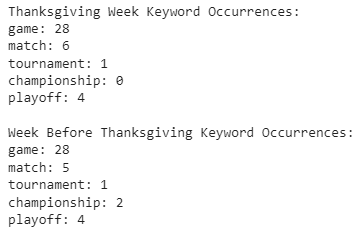 Thanksgiving Week Keyword Occurrences:
game: 28
match: 6
tournament: 1
championship: 0
playoff: 4

Week Before Thanksgiving Keyword Occurrences:
game: 28
match: 5
tournament: 1
championship: 2
playoff: 4